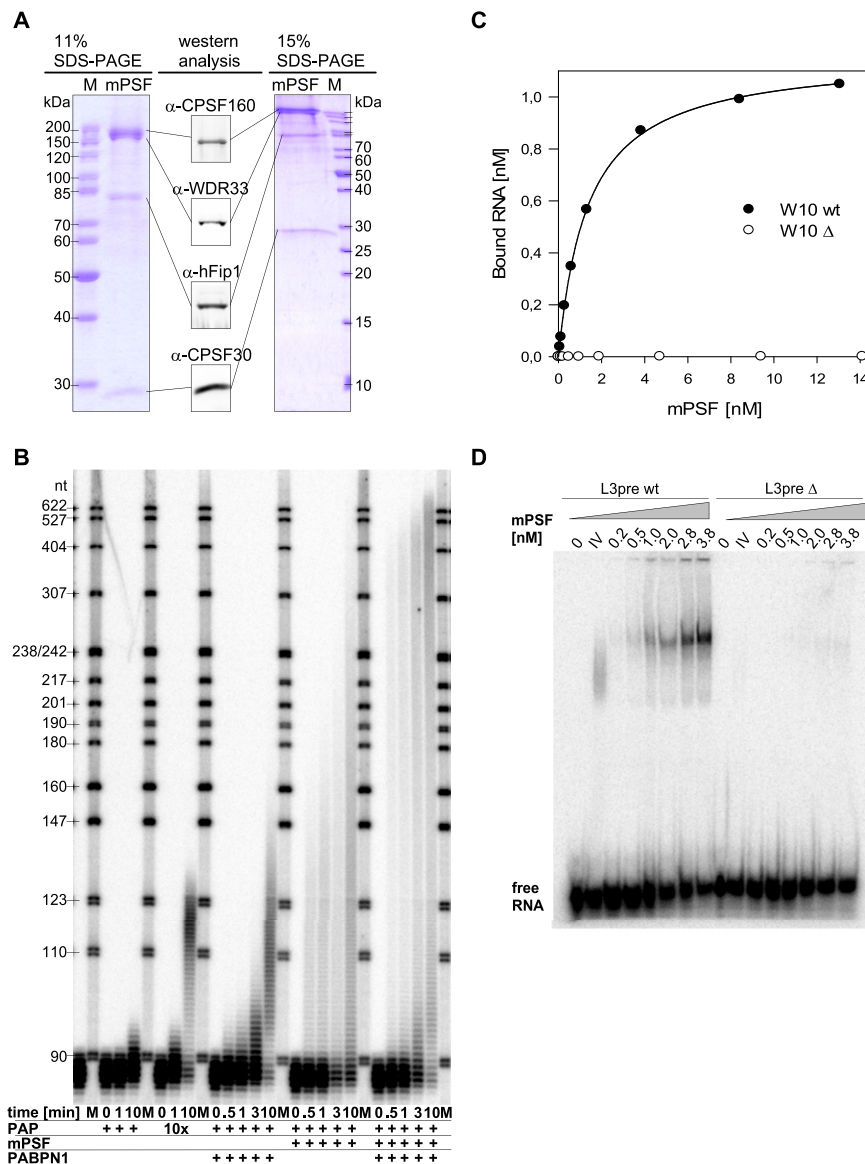 A
11%
SDS-PAGE
western
analysis
15%
SDS-PAGE
M mPSF
mPSF M
kDa
200
150
120
100
85
70
60
50
40
30
α-CPSF160
α-WDR33
α-hFip1
α-CPSF30
kDa
70
60
50
40
30
25
20
15
10
C
Bound RNA [nM]
1,0
0,8
0,6
0,4
0,2
0,0
0 2 4 6 8 10 12 14
mPSF [nM]
W10 wt
W10 Δ
B
nt
622
527
404
307
238/242
217
201
190
180
160
147
123
110
90
time [min] M 0 1 10 M 0 1 10 M 0 0.5 1 3 10 M 0 0.5 1 3 10 M 0 0.5 1 3 10 M
PAP + + + 10x + + + + + + + + + + + + + + +
mPSF + + + + + + + + + +
PABPN1 + + + + + + + + + +
D
L3pre wt L3pre Δ
mPSF
[nM]
0 IV 0.2 0.5 1.0 2.0 2.8 3.8 0 IV 0.2 0.5 1.0 2.0 2.8 3.8
free
RNA